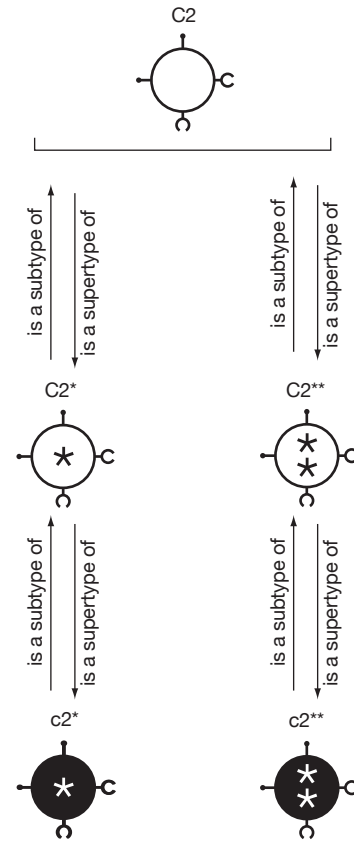 C2
is a subtype of
is a supertype of
is a subtype of
is a supertype of
C2*
C2**
is a subtype of
is a supertype of
is a subtype of
is a supertype of
c2*
c2**